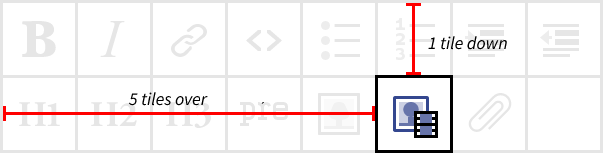 B I <>
1
2
3
1 tile down
5 tiles over
H1 H2 H3 pre A